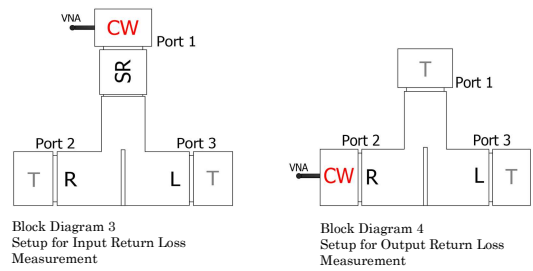 VNA
CW
Port 1
SR
Port 2
Port 3
T
R
L
T
Block Diagram 3
Setup for Input Return Loss
Measurement
T
Port 1
Port 2
Port 3
VNA
CW
R
L
T
Block Diagram 4
Setup for Output Return Loss
Measurement